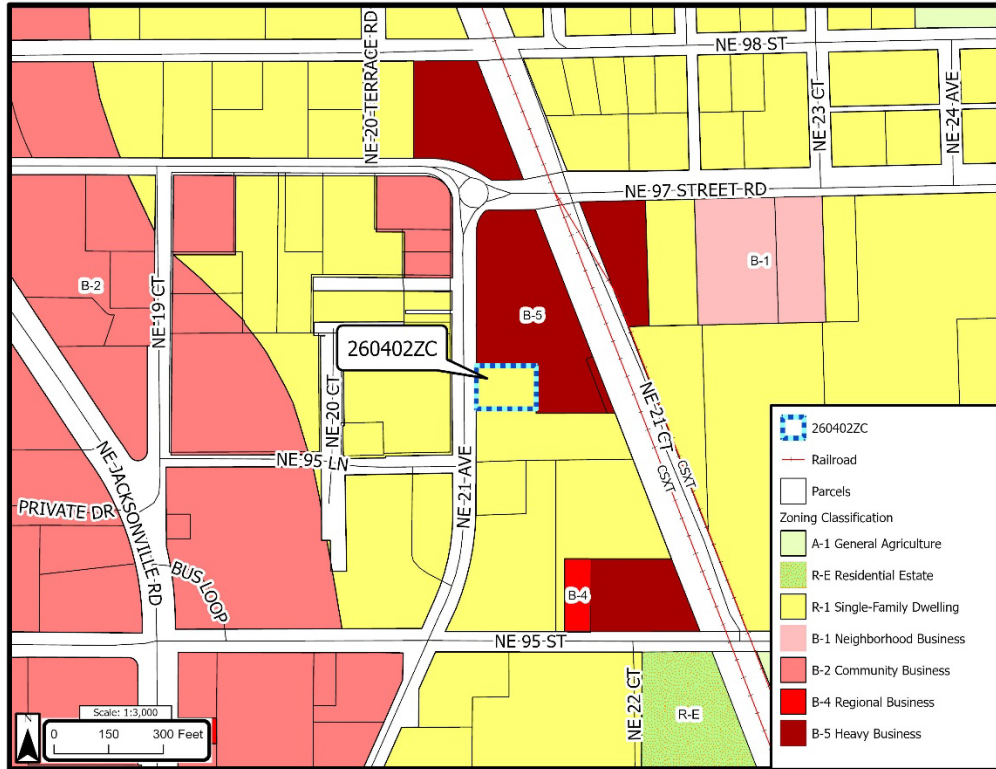 NE 98 ST
NE 20 TERRACE RD
NE 23 CT
NE 24 AVE
NE 97 STREET RD
B-1
B-2
NE 19 CT
B-5
260402ZC
NE 20 CT
NE 21 CT
NE 21 AVE
NE 95 LN
CSXT
CSXT
NE JACKSONVILLE RD
PRIVATE DR
BUS LOOP
B-4
NE 95 ST
NE 22 CT
R-E
N
Scale: 1:3,000
0 150 300 Feet
260402ZC
Railroad
Parcels
Zoning Classification
A-1 General Agriculture
R-E Residential Estate
R-1 Single-Family Dwelling
B-1 Neighborhood Business
B-2 Community Business
B-4 Regional Business
B-5 Heavy Business